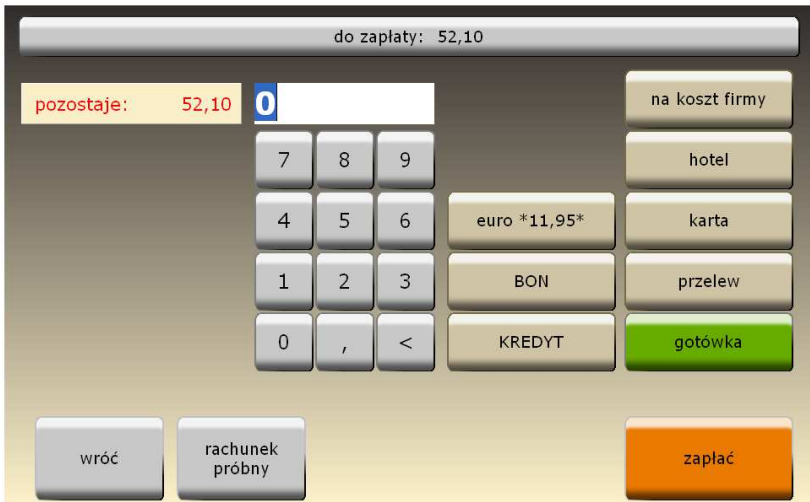 do zapłaty: 52,10
pozostaje: 52,10
0
na koszt firmy
7 8 9
hotel
4 5 6
euro *11,95*
karta
1 2 3
BON
przelew
0 , <
KREDYT
gotówka
wróć
rachunek
próbny
zapłać